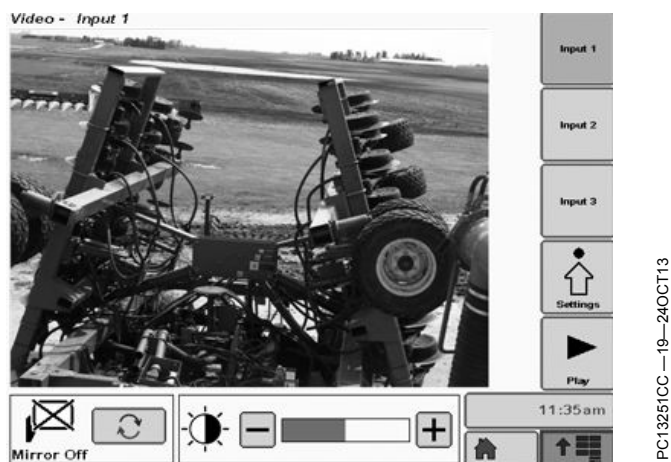 Video - Input 1
Input 1
Input 2
Input 3
Settings
Play
11:35am
Mirror Off
PC13251CC —19—24OCT13